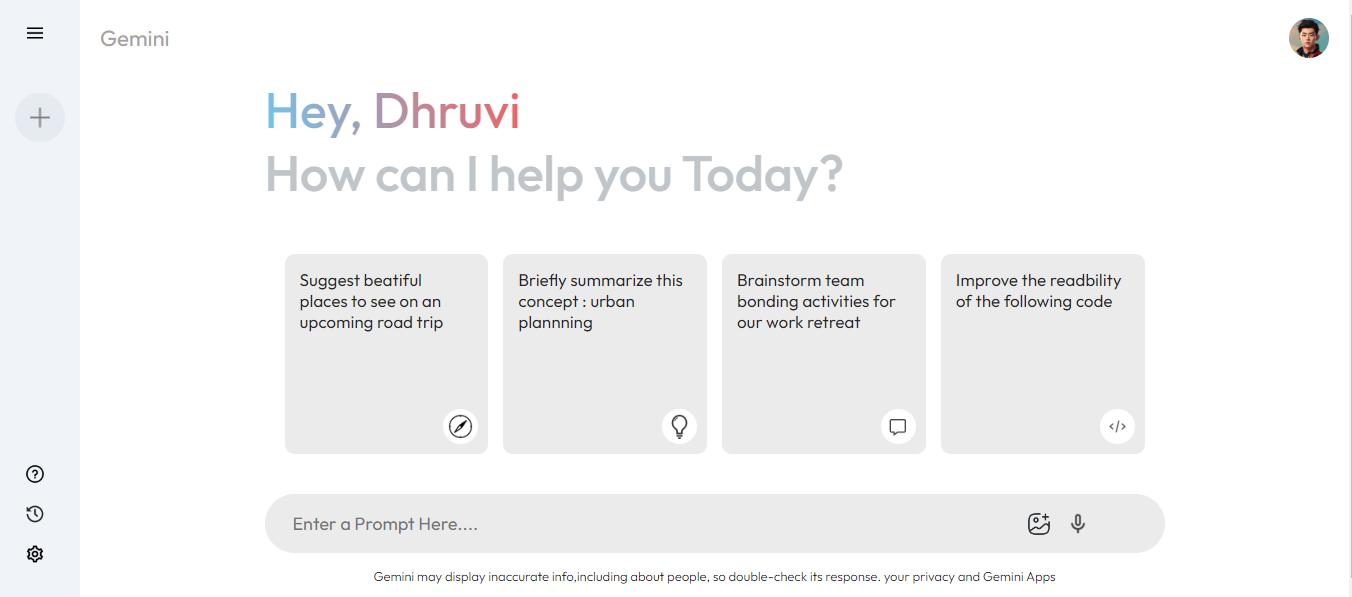 Gemini
Hey, Dhruvi
How can I help you Today?
Suggest beatiful
places to see on an
upcoming road trip
Briefly summarize this
concept : urban
plannning
Brainstorm team
bonding activities for
our work retreat
Improve the readbility
of the following code
Enter a Prompt Here....
Gemini may display inaccurate info,including about people, so double-check its response. your privacy and Gemini Apps